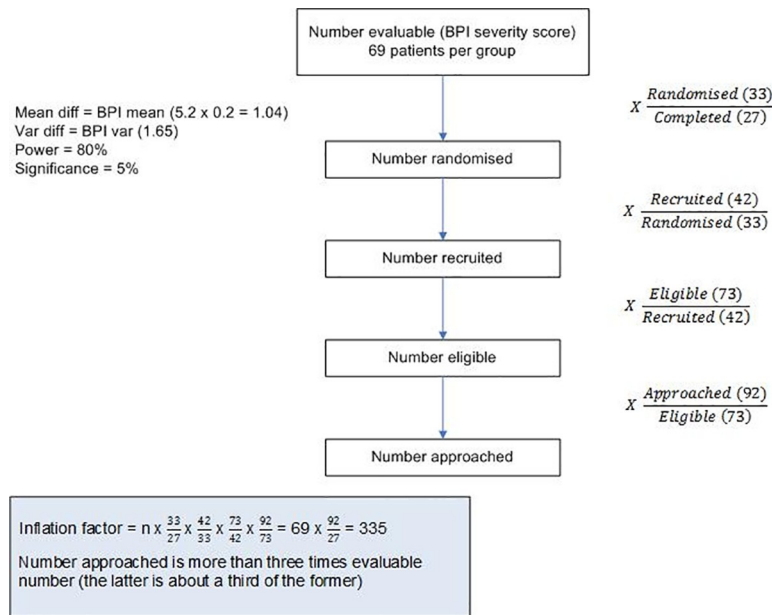 Number evaluable (BPI severity score)
69 patients per group
Mean diff = BPI mean (5.2 x 0.2 = 1.04)
Var diff = BPI var (1.65)
Power = 80%
Significance = 5%
X Randomised (33) / Completed (27)
Number randomised
X Recruited (42) / Randomised (33)
Number recruited
X Eligible (73) / Recruited (42)
Number eligible
X Approached (92) / Eligible (73)
Number approached
Inflation factor = n x 33/27 x 42/33 x 73/42 x 92/73 = 69 x 92/27 = 335
Number approached is more than three times evaluable
number (the latter is about a third of the former)